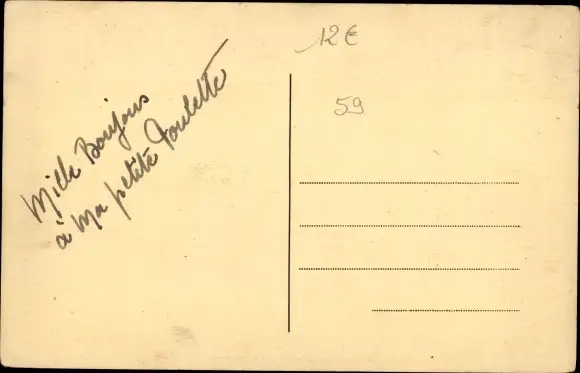 Mille Bonjours
à ma petite Poulette
12€
59